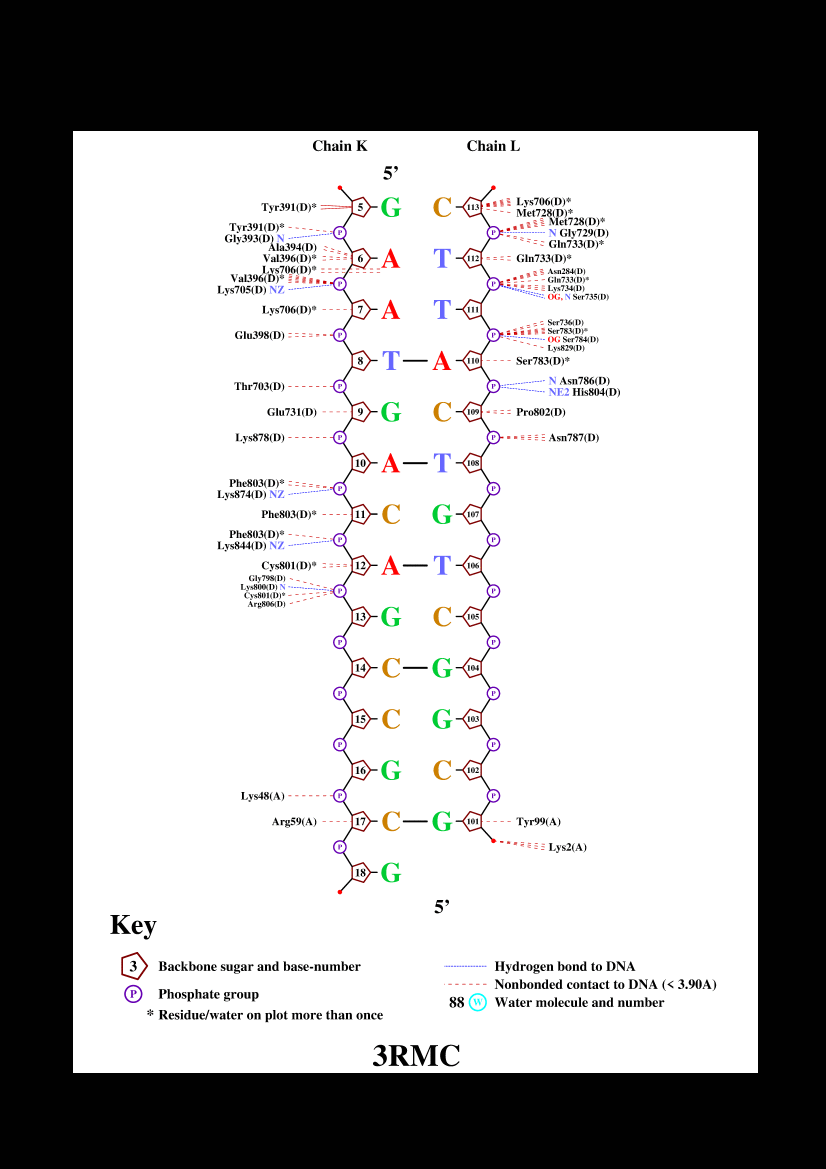 Chain K Chain L
5’
Tyr391(D)* 5 G C 113 Lys706(D)*
Met728(D)*
Tyr391(D)* P P Met728(D)*
Gly393(D) N N Gly729(D)
Gln733(D)*
Ala394(D)
Val396(D)* 6 A T 112 Gln733(D)*
Lys706(D)*
Val396(D)* P P Asn284(D)
Gln733(D)*
Lys705(D) NZ Lys734(D)
OG, N Ser735(D)
Lys706(D)* 7 A T 111
Glu398(D) P P Ser736(D)
Ser783(D)*
OG Ser784(D)
Lys829(D)
8 T A 110 Ser783(D)*
Thr703(D) P P N Asn786(D)
NE2 His804(D)
Glu731(D) 9 G C 109 Pro802(D)
Lys878(D) P P Asn787(D)
10 A T 108
Phe803(D)* P P
Lys874(D) NZ
Phe803(D)* 11 C G 107
Phe803(D)* P P
Lys844(D) NZ
Cys801(D)* 12 A T 106
Gly798(D)
Lys800(D) N P P
Cys801(D)*
Arg806(D)
13 G C 105
P P
14 C G 104
P P
15 C G 103
P P
16 G C 102
Lys48(A) P P
Arg59(A) 17 C G 101 Tyr99(A)
P Lys2(A)
18 G
5’
Key
3 Backbone sugar and base-number
P Phosphate group
* Residue/water on plot more than once
Hydrogen bond to DNA
Nonbonded contact to DNA (< 3.90A)
88 W Water molecule and number
3RMC